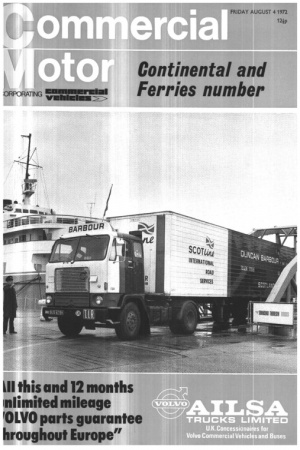 Commercial
FRIDAY AUGUST 4 1972
Motor
Continental and
Ferries number
ORPORATING commercial
vehicles
BARBOUR
SCOTLINE
INTERNATIONAL
ROAD
SERVICES
DUNCAN BARBOUR
All this and 12 months
unlimited mileage
VOLVO parts guarantee
throughout Europe"
VOLVO
AILSA
TRUCKS LIMITED
U.K. Concessionaires for
Volvo Commercial Vehicles and Buses